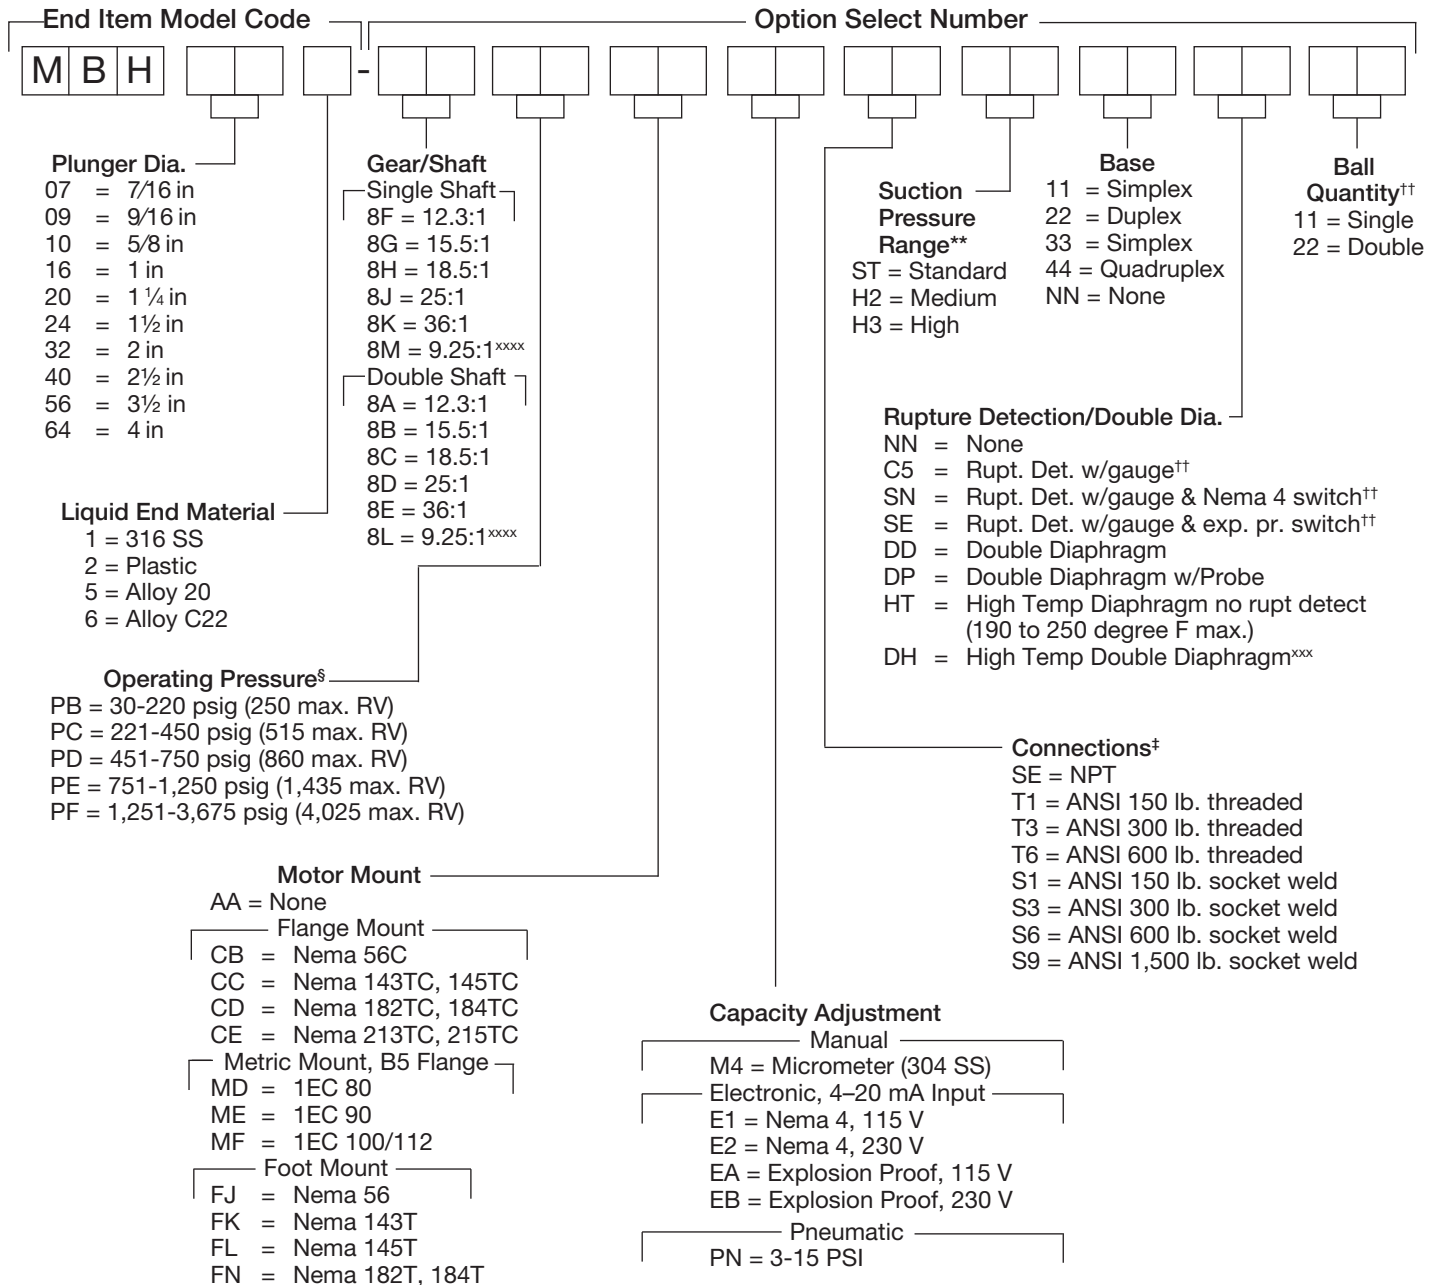 End Item Model Code
Option Select Number
M B H
-
Plunger Dia.
07 = 7/16 in
09 = 9/16 in
10 = 5/8 in
16 = 1 in
20 = 1 ¼ in
24 = 1½ in
32 = 2 in
40 = 2½ in
56 = 3½ in
64 = 4 in
Liquid End Material
1 = 316 SS
2 = Plastic
5 = Alloy 20
6 = Alloy C22
Gear/Shaft
Single Shaft
8F = 12.3:1
8G = 15.5:1
8H = 18.5:1
8J = 25:1
8K = 36:1
8M = 9.25:1xxxx
Double Shaft
8A = 12.3:1
8B = 15.5:1
8C = 18.5:1
8D = 25:1
8E = 36:1
8L = 9.25:1xxxx
Operating Pressure§
PB = 30-220 psig (250 max. RV)
PC = 221-450 psig (515 max. RV)
PD = 451-750 psig (860 max. RV)
PE = 751-1,250 psig (1,435 max. RV)
PF = 1,251-3,675 psig (4,025 max. RV)
Motor Mount
AA = None
Flange Mount
CB = Nema 56C
CC = Nema 143TC, 145TC
CD = Nema 182TC, 184TC
CE = Nema 213TC, 215TC
Metric Mount, B5 Flange
MD = 1EC 80
ME = 1EC 90
MF = 1EC 100/112
Foot Mount
FJ = Nema 56
FK = Nema 143T
FL = Nema 145T
FN = Nema 182T, 184T
Capacity Adjustment
Manual
M4 = Micrometer (304 SS)
Electronic, 4–20 mA Input
E1 = Nema 4, 115 V
E2 = Nema 4, 230 V
EA = Explosion Proof, 115 V
EB = Explosion Proof, 230 V
Pneumatic
PN = 3-15 PSI
Connections‡
SE = NPT
T1 = ANSI 150 lb. threaded
T3 = ANSI 300 lb. threaded
T6 = ANSI 600 lb. threaded
S1 = ANSI 150 lb. socket weld
S3 = ANSI 300 lb. socket weld
S6 = ANSI 600 lb. socket weld
S9 = ANSI 1,500 lb. socket weld
Suction
Pressure
Range**
ST = Standard
H2 = Medium
H3 = High
Base
11 = Simplex
22 = Duplex
33 = Simplex
44 = Quadruplex
NN = None
Rupture Detection/Double Dia.
NN = None
C5 = Rupt. Det. w/gauge††
SN = Rupt. Det. w/gauge & Nema 4 switch††
SE = Rupt. Det. w/gauge & exp. pr. switch††
DD = Double Diaphragm
DP = Double Diaphragm w/Probe
HT = High Temp Diaphragm no rupt detect
(190 to 250 degree F max.)
DH = High Temp Double Diaphragmxxx
Ball
Quantity††
11 = Single
22 = Double